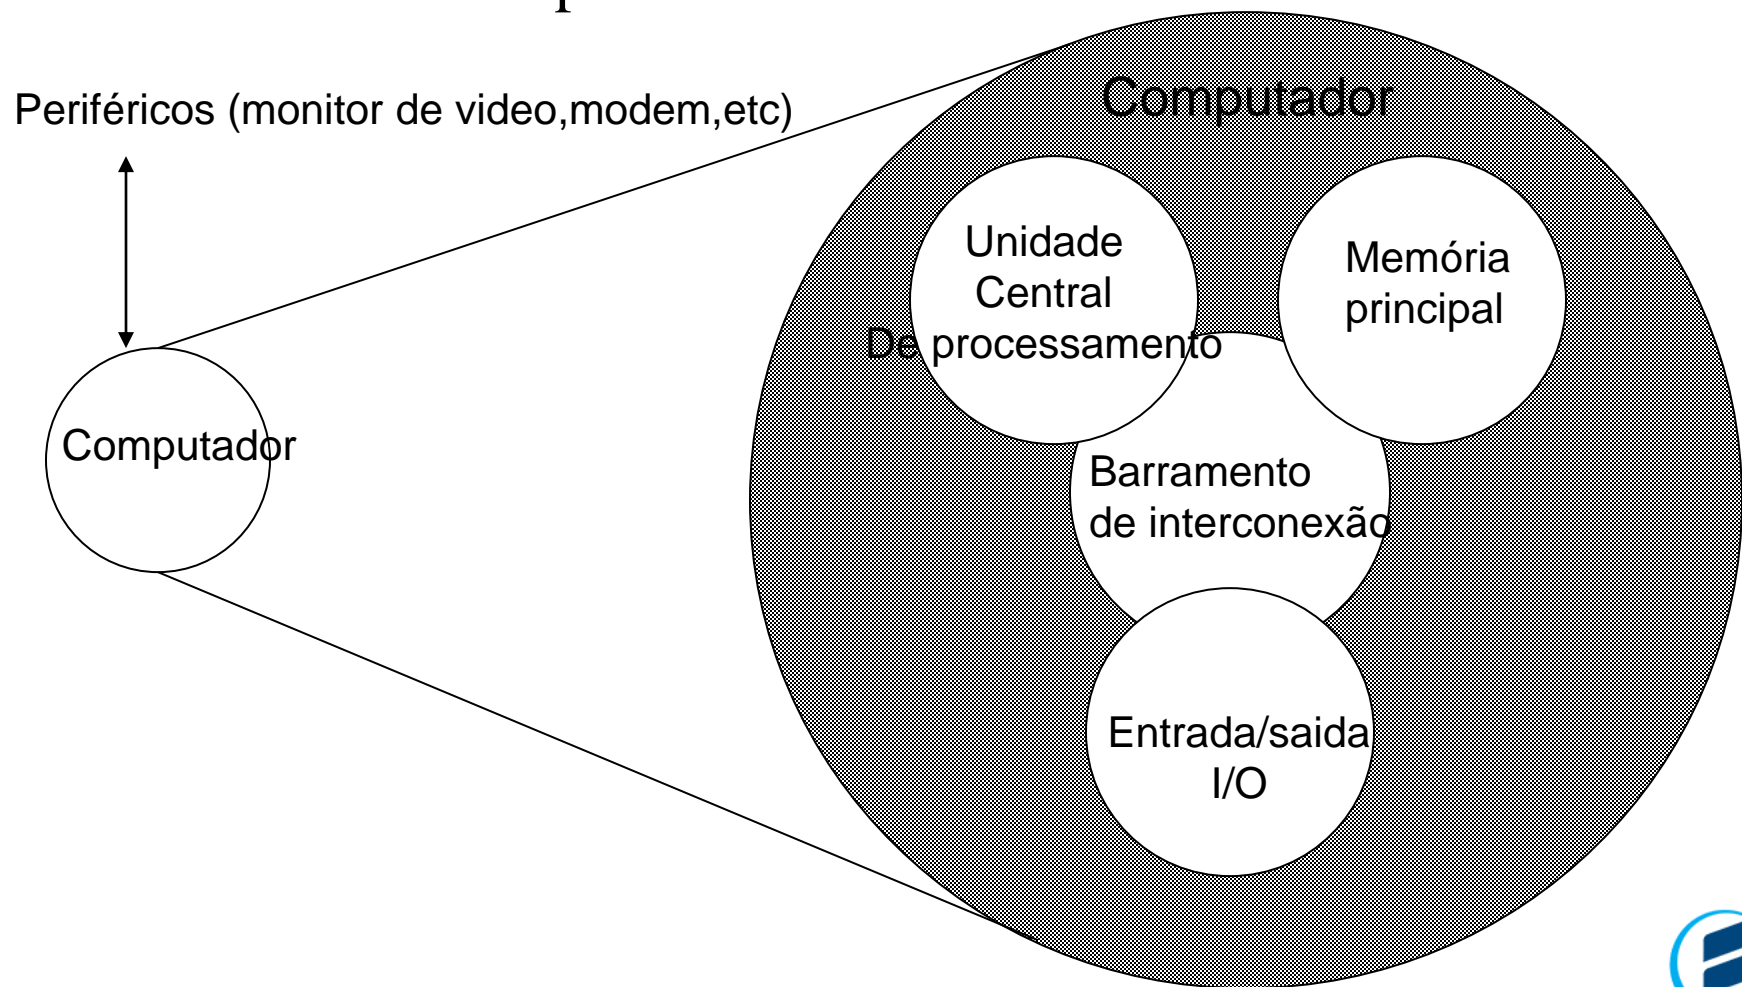 Periféricos (monitor de video,modem,etc)
Computador
Computador
Unidade
Central
De processamento
Memória
principal
Barramento
de interconexão
Entrada/saida
I/O